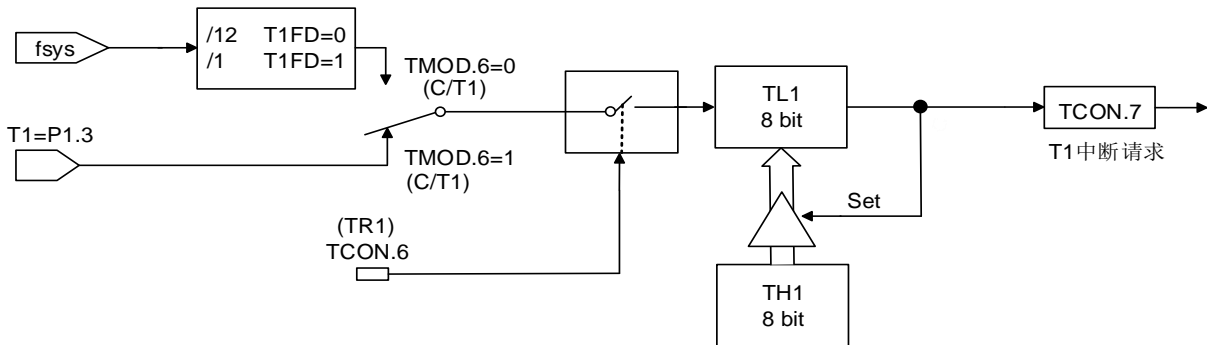 fsys
/12 T1FD=0
/1 T1FD=1
TMOD.6=0
(C/T1)
T1=P1.3
TMOD.6=1
(C/T1)
(TR1)
TCON.6
TL1
8 bit
TCON.7
T1中断请求
Set
TH1
8 bit